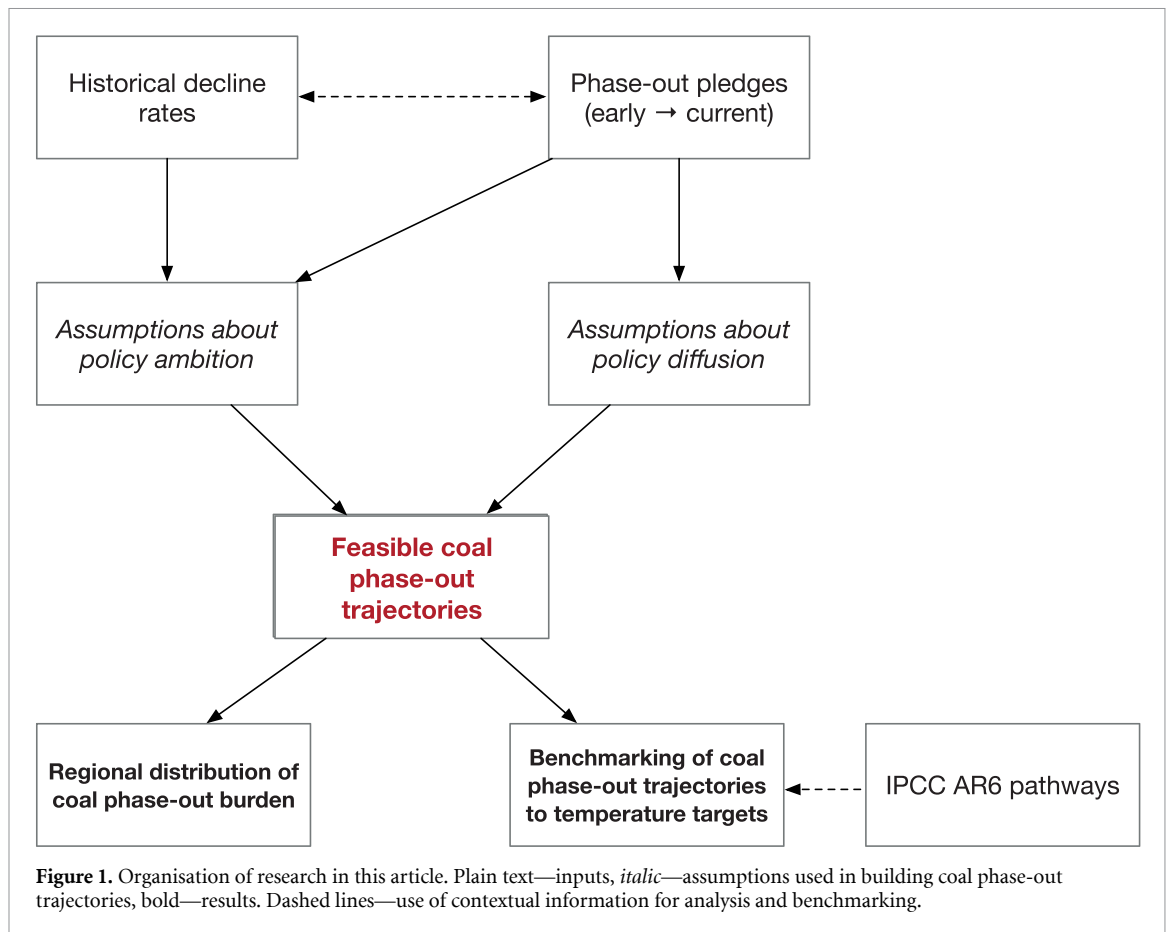 Historical decline
rates
Phase-out pledges
(early → current)
Assumptions about
policy ambition
Assumptions about
policy diffusion
Feasible coal
phase-out
trajectories
Regional distribution of
coal phase-out burden
Benchmarking of coal
phase-out trajectories
to temperature targets
IPCC AR6 pathways
Figure 1. Organisation of research in this article. Plain text—inputs, italic—assumptions used in building coal phase-out
trajectories, bold—results. Dashed lines—use of contextual information for analysis and benchmarking.